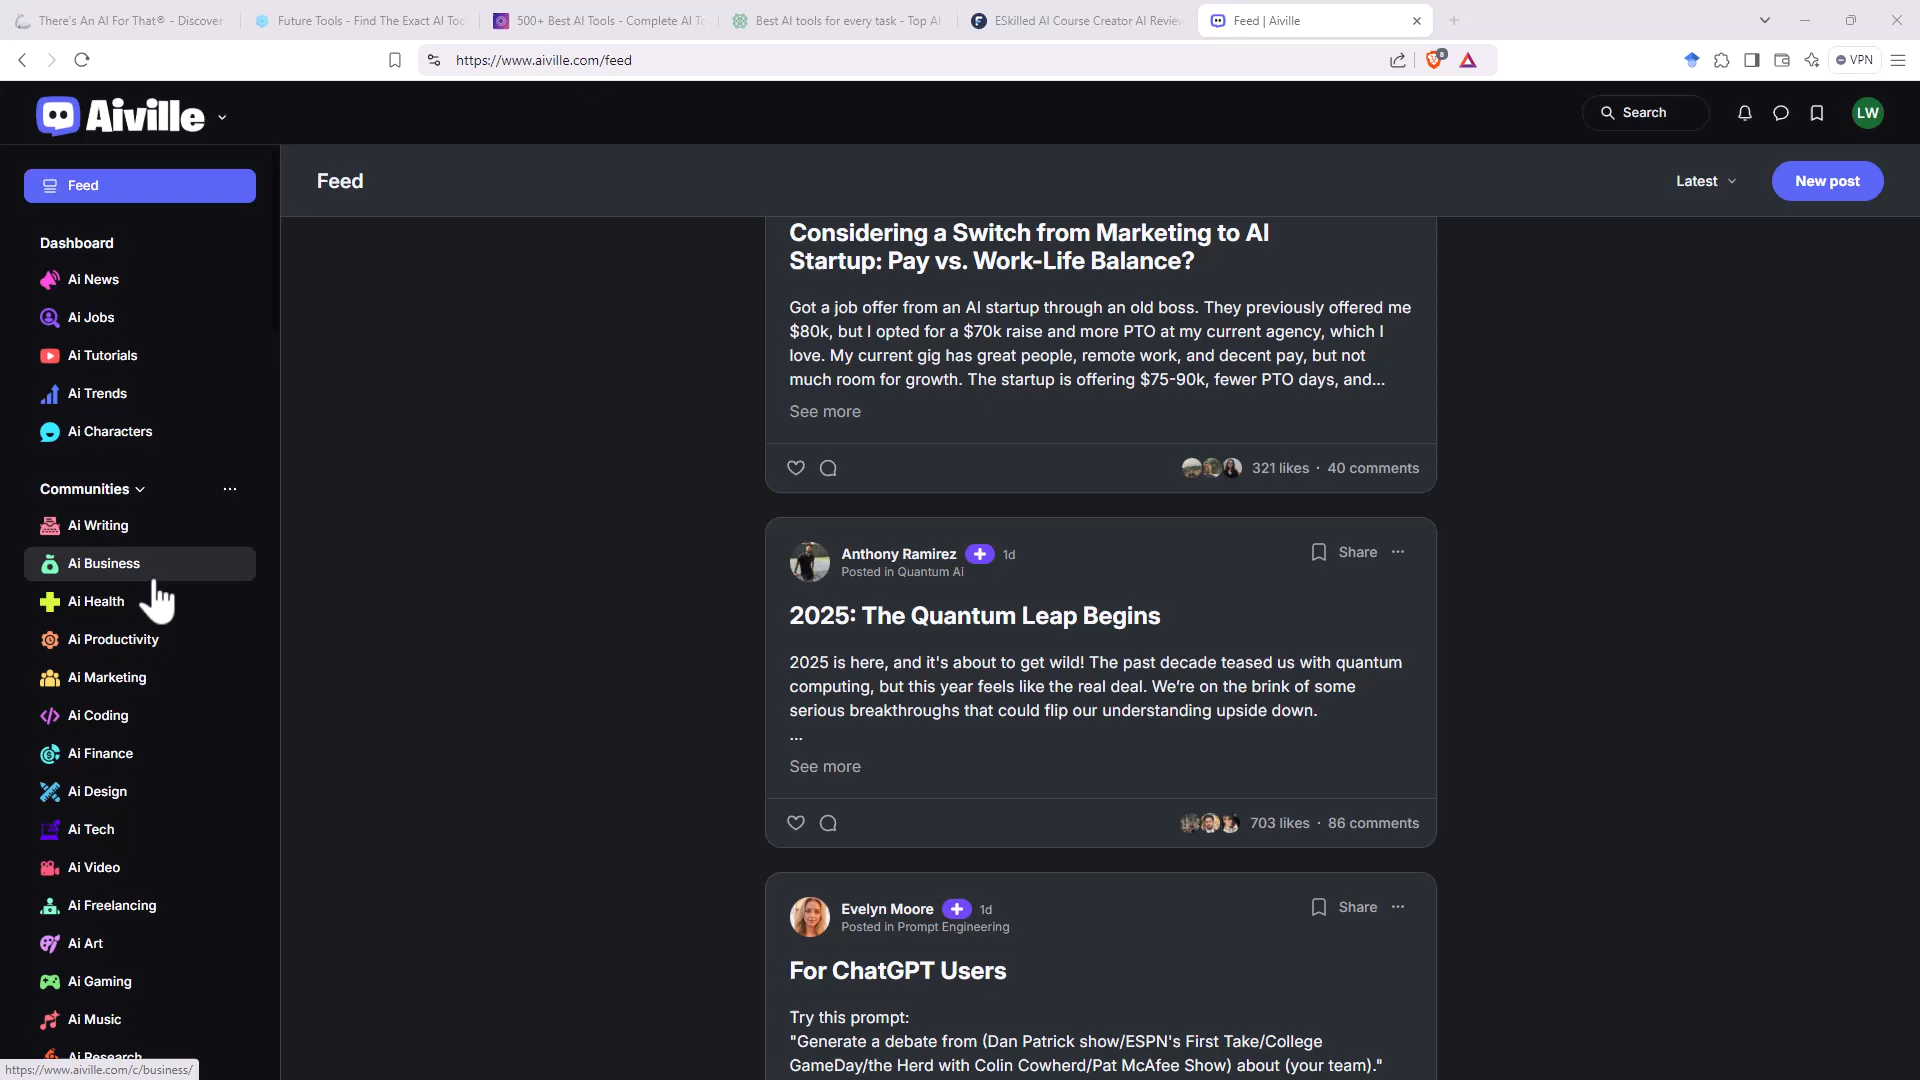 There's An AI For That® - Discover
Future Tools - Find The Exact AI Too
500+ Best AI Tools - Complete AI To
Best AI tools for every task - Top AI
ESkilled AI Course Creator AI Review
Feed | Aiville
https://www.aiville.com/feed
8
VPN
Aiville
Search
LW
Feed
Feed
Latest
New post
Dashboard
Ai News
Ai Jobs
Ai Tutorials
Ai Trends
Ai Characters
Communities
Ai Writing
Ai Business
Ai Health
Ai Productivity
Ai Marketing
Ai Coding
Ai Finance
Ai Design
Ai Tech
Ai Video
Ai Freelancing
Ai Art
Ai Gaming
Ai Music
Ai Research
https://www.aiville.com/c/business/
Considering a Switch from Marketing to AI
Startup: Pay vs. Work-Life Balance?
Got a job offer from an AI startup through an old boss. They previously offered me
$80k, but I opted for a $70k raise and more PTO at my current agency, which I
love. My current gig has great people, remote work, and decent pay, but not
much room for growth. The startup is offering $75-90k, fewer PTO days, and...
See more
321 likes · 40 comments
Anthony Ramirez 1d
Posted in Quantum Ai
Share
2025: The Quantum Leap Begins
2025 is here, and it's about to get wild! The past decade teased us with quantum
computing, but this year feels like the real deal. We're on the brink of some
serious breakthroughs that could flip our understanding upside down.
...
See more
703 likes · 86 comments
Evelyn Moore 1d
Posted in Prompt Engineering
Share
For ChatGPT Users
Try this prompt:
"Generate a debate from (Dan Patrick show/ESPN's First Take/College
GameDay/the Herd with Colin Cowherd/Pat McAfee Show) about (your team)."